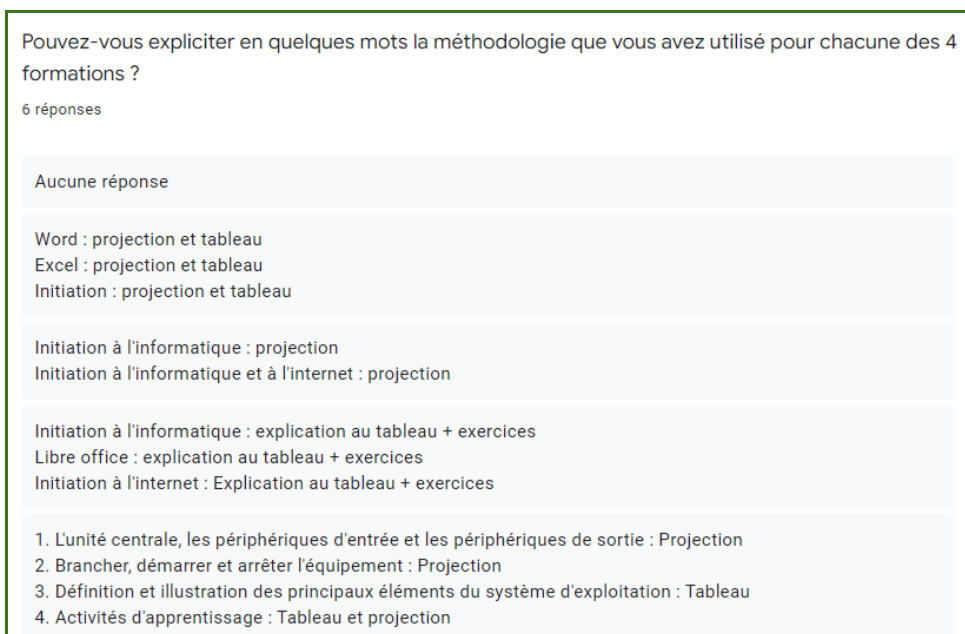 Pouvez-vous expliciter en quelques mots la méthodologie que vous avez utilisé pour chacune des 4
formations ?
6 réponses
Aucune réponse
Word : projection et tableau
Excel : projection et tableau
Initiation : projection et tableau
Initiation à l'informatique : projection
Initiation à l'informatique et à l'internet : projection
Initiation à l'informatique : explication au tableau + exercices
Libre office : explication au tableau + exercices
Initiation à l'internet : Explication au tableau + exercices
1. L'unité centrale, les périphériques d'entrée et les périphériques de sortie : Projection
2. Brancher, démarrer et arrêter l'équipement : Projection
3. Définition et illustration des principaux éléments du système d'exploitation : Tableau
4. Activités d'apprentissage : Tableau et projection